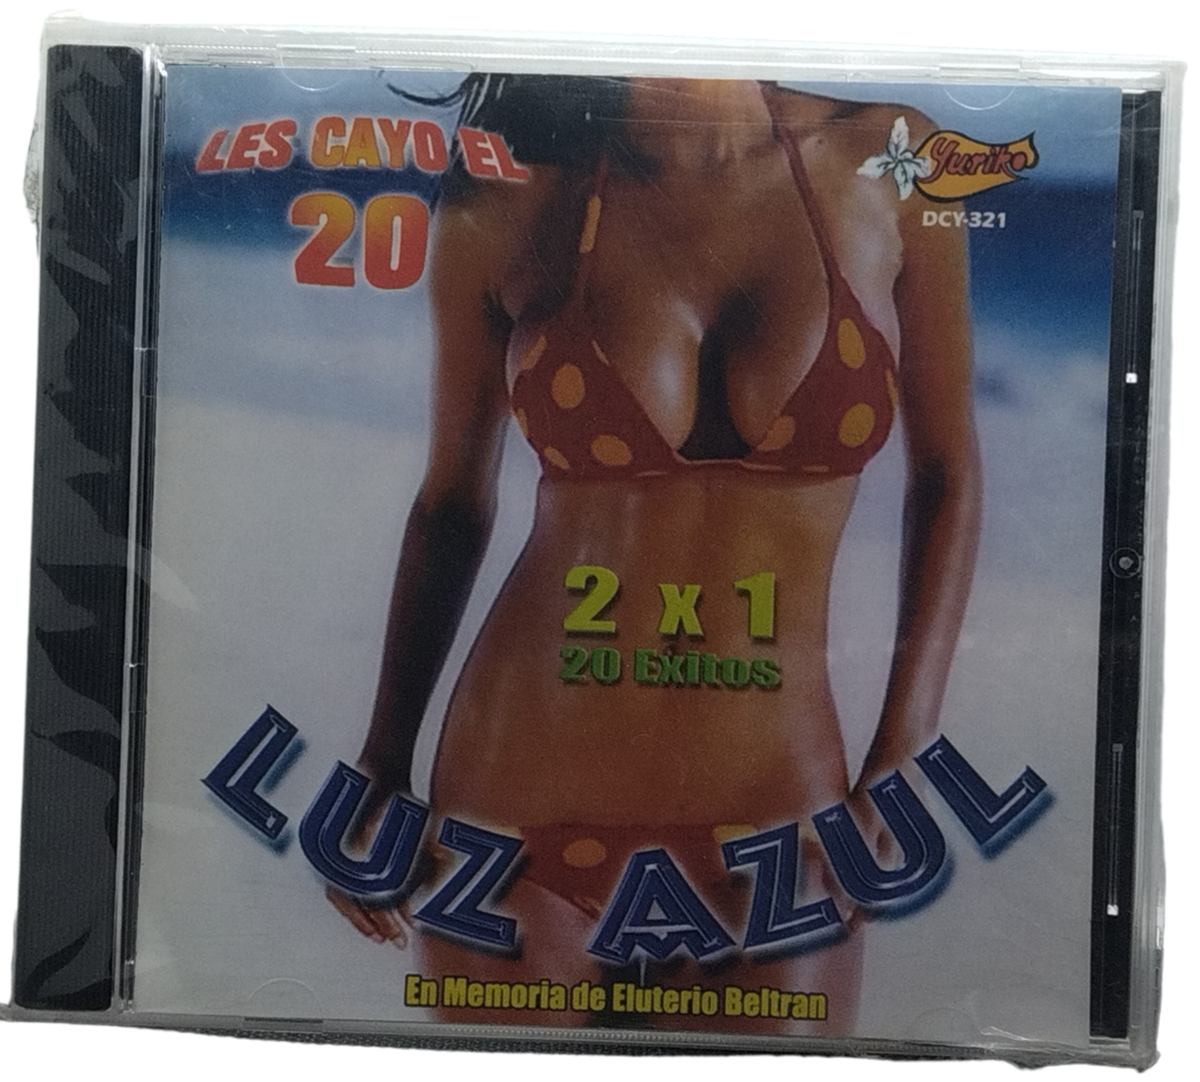 LES CAYO EL
20
Yuriko
DCY-321
2 x 1
20 Exitos
LUZ AZUL
En Memoria de Eluterio Beltran